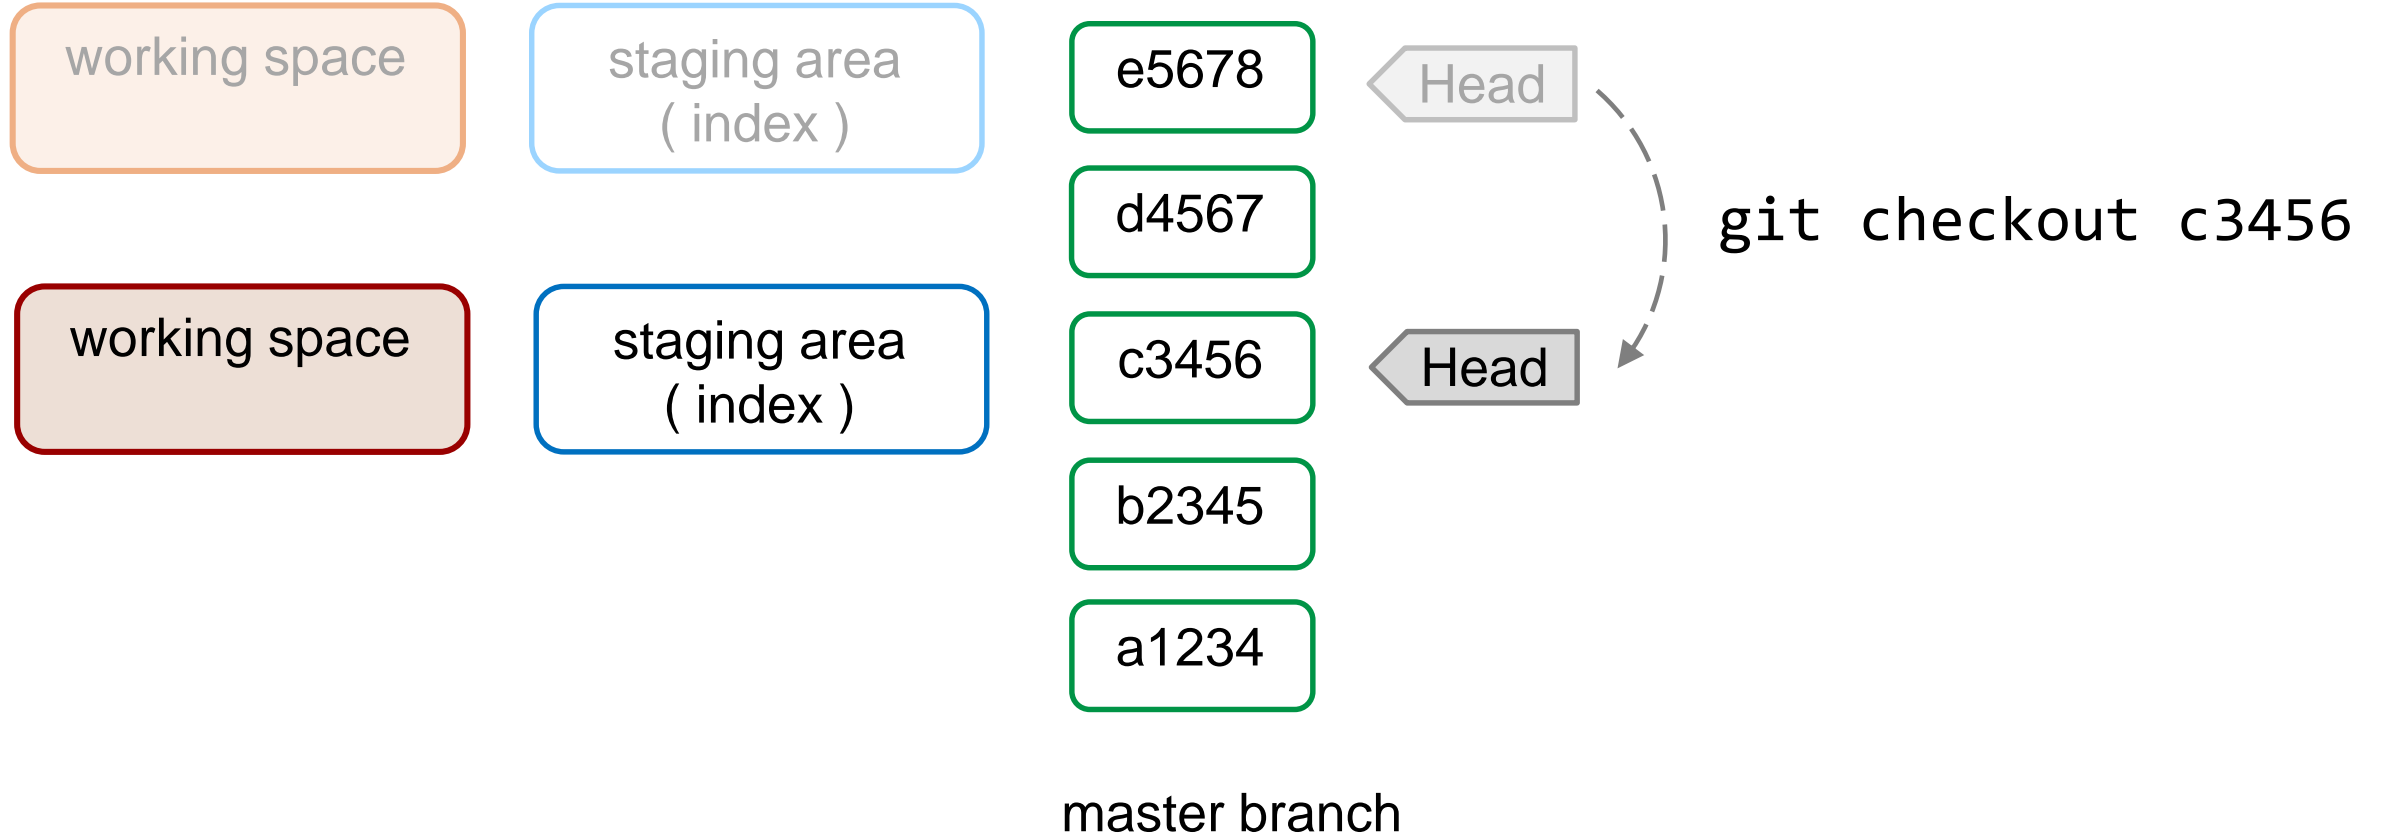 working space
staging area
( index )
e5678
Head
d4567
git checkout c3456
working space
staging area
( index )
c3456
Head
b2345
a1234
master branch